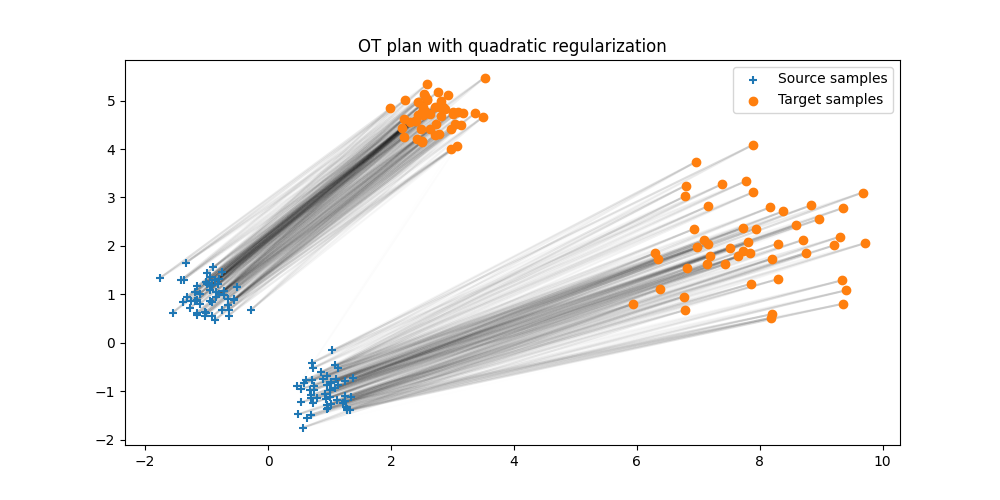 OT plan with quadratic regularization
Source samples
Target samples
5
4
3
2
1
0
−1
−2
−2 0 2 4 6 8 10